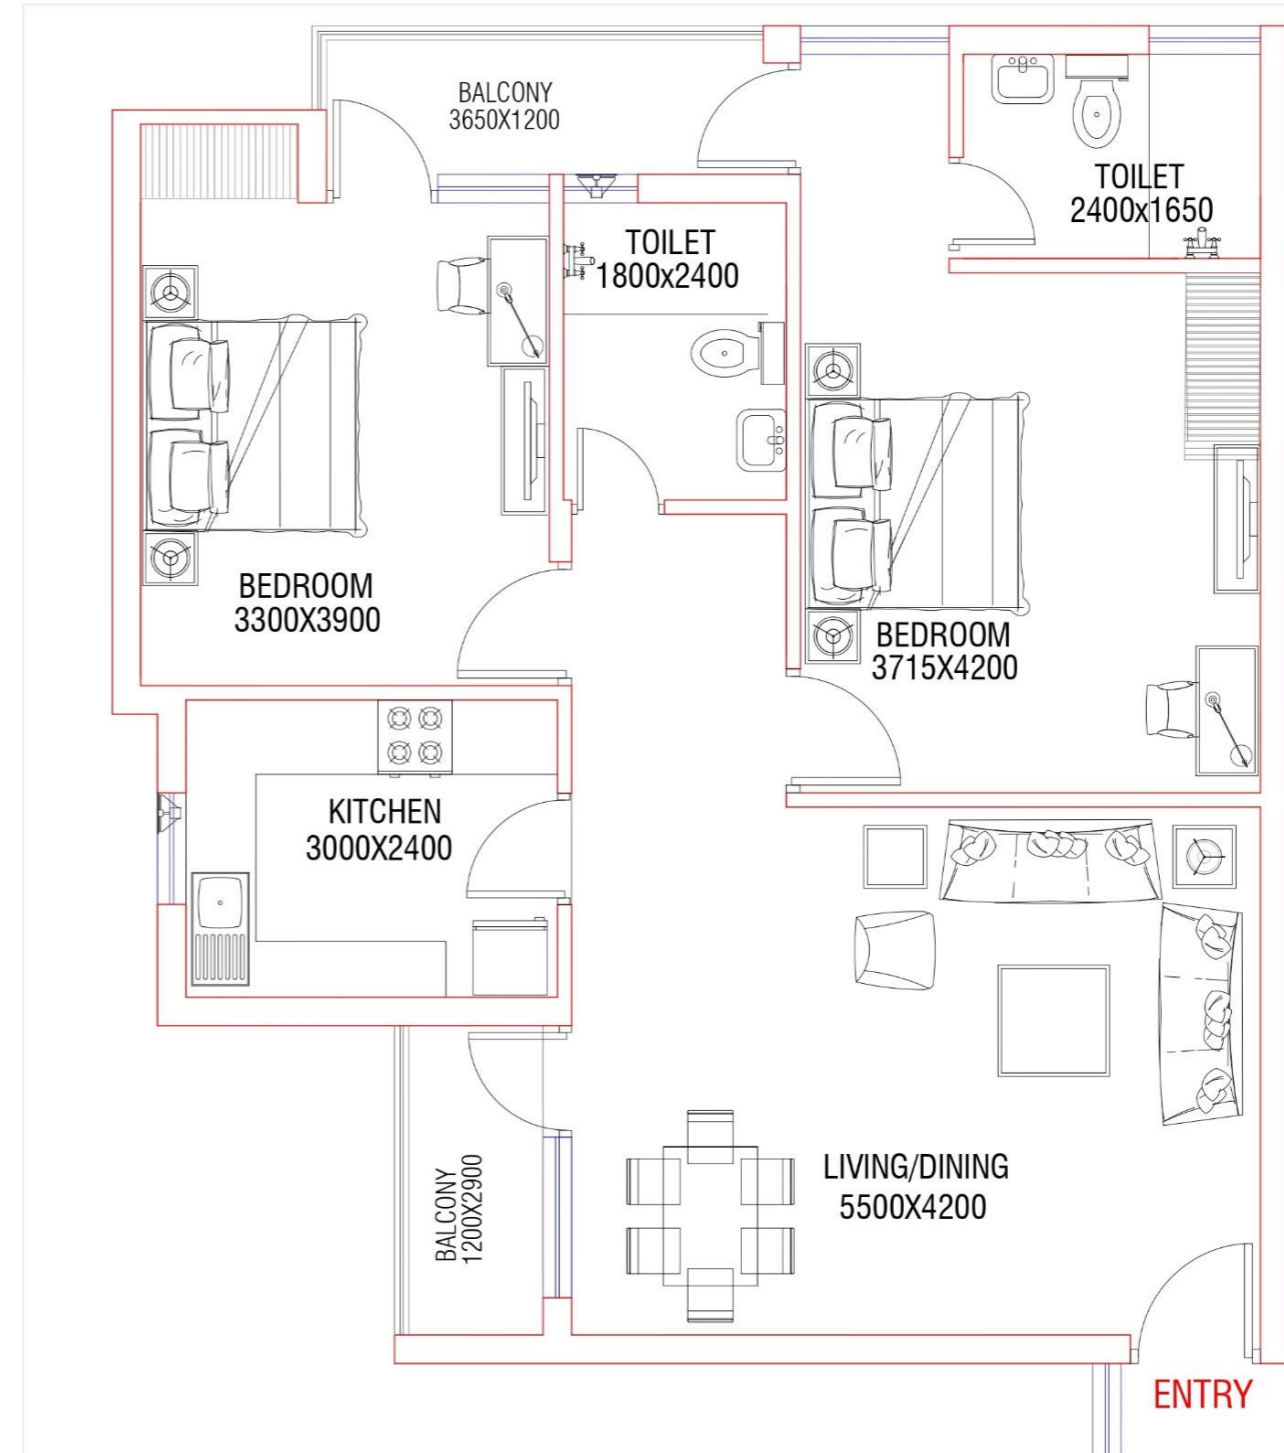 BALCONY
3650X1200
TOILET
2400x1650
TOILET
1800x2400
BEDROOM
3300X3900
BEDROOM
3715X4200
KITCHEN
3000X2400
LIVING/DINING
5500X4200
BALCONY
1200X2900
ENTRY